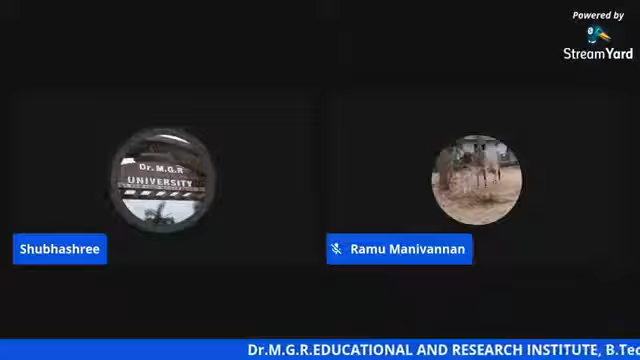 Powered by
StreamYard
Dr. M.G.R
UNIVERSITY
Shubhashree
Ramu Manivannan
Dr.M.G.R.EDUCATIONAL AND RESEARCH INSTITUTE, B.Tec